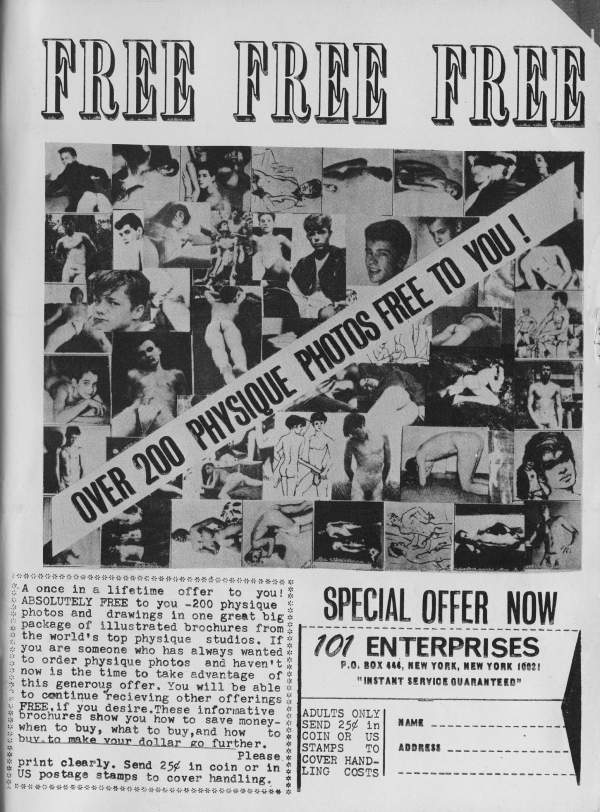 FREE FREE FREE
OVER 200 PHYSIQUE PHOTOS FREE TO YOU!
A once in a lifetime offer to you!
ABSOLUTELY FREE to you -200 physique
photos and drawings in one great big
package of illustrated brochures from
the world's top physique studios. If
you are someone who has always wanted
to order physique photos and haven't
now is the time to take advantage of
this generous offer. You will be able
to continue recieving other offerings
FREE, if you desire. These informative
brochures show you how to save money-
when to buy, what to buy, and how to
buy to make your dollar go further.
Please
print clearly. Send 25¢ in coin or in
US postage stamps to cover handling.
SPECIAL OFFER NOW
101 ENTERPRISES
P.O. BOX 444, NEW YORK, NEW YORK 10021
"INSTANT SERVICE GUARANTEED"
ADULTS ONLY
SEND 25¢ in
COIN OR US
STAMPS TO
COVER HAND-
LING COSTS
NAME
ADDRESS